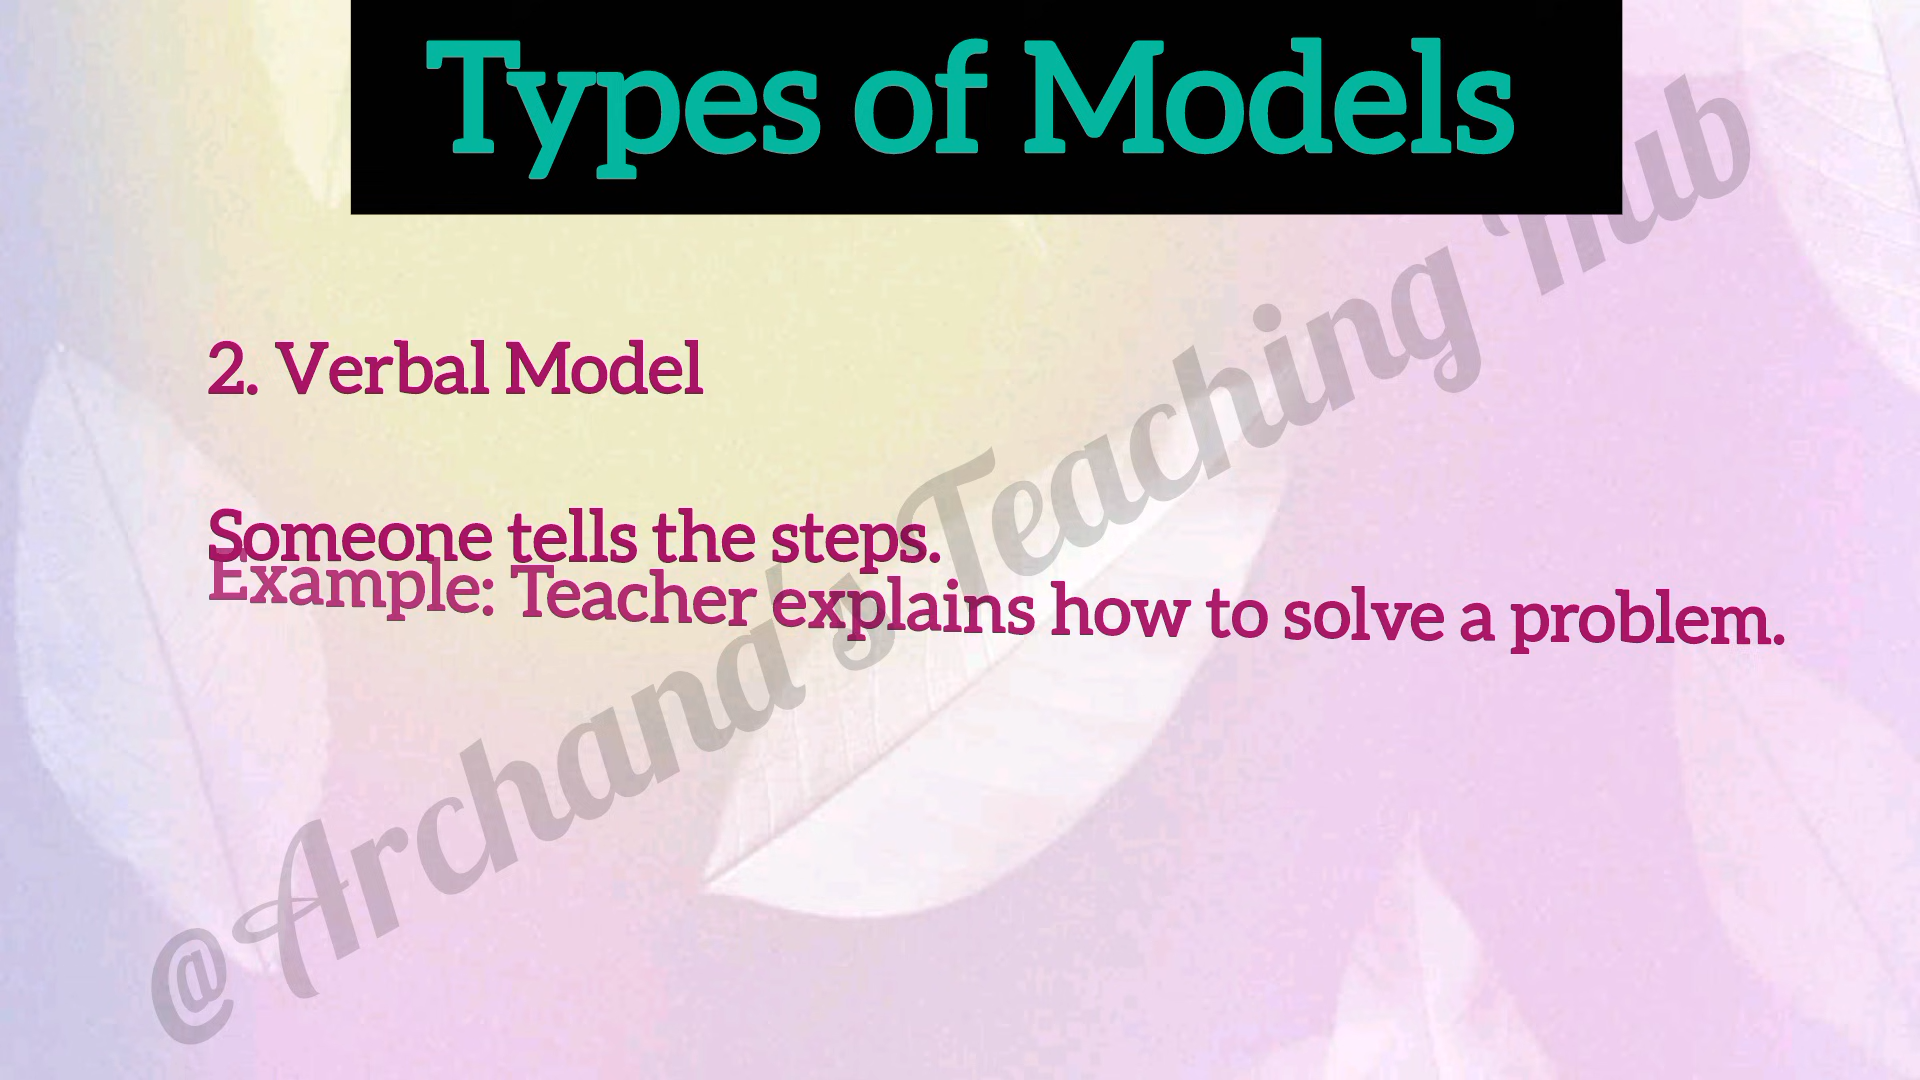 Types of Models
2. Verbal Model
Someone tells the steps.
Example: Teacher explains how to solve a problem.
@Archana's Teaching Hub